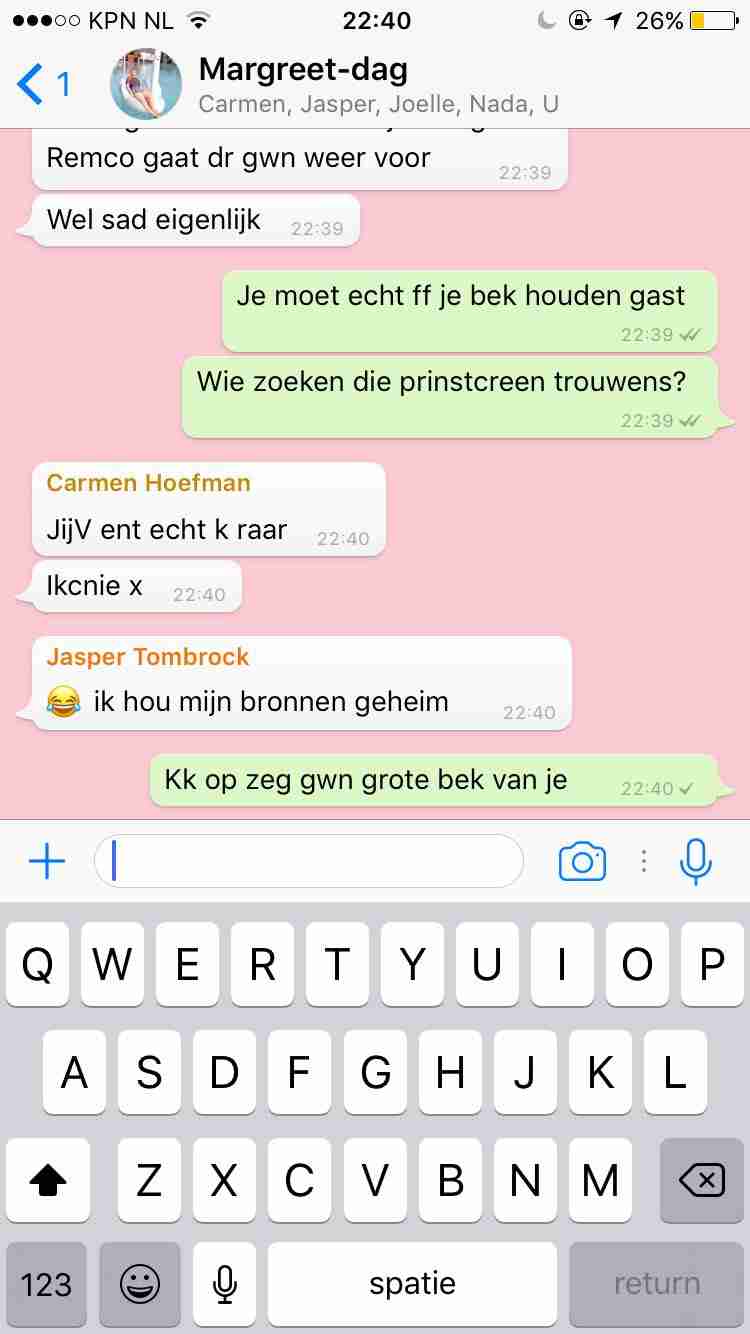 KPN NL 22:40 26%
1 Margreet-dag
Carmen, Jasper, Joelle, Nada, U
Remco gaat dr gwn weer voor 22:39
Wel sad eigenlijk 22:39
Je moet echt ff je bek houden gast
22:39
Wie zoeken die prinstcreen trouwens?
22:39
Carmen Hoefman
JijV ent echt k raar 22:40
Ikcnie x 22:40
Jasper Tombrock
😂 ik hou mijn bronnen geheim 22:40
Kk op zeg gwn grote bek van je 22:40
Q W E R T Y U I O P
A S D F G H J K L
Z X C V B N M
123 spatie return